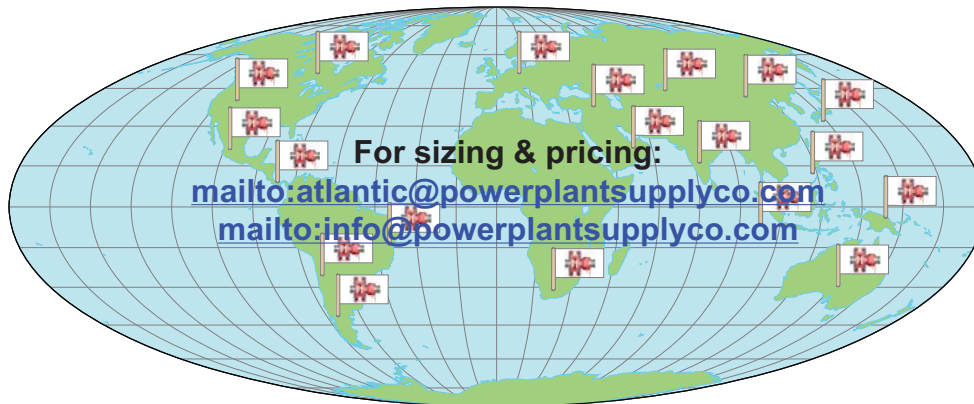 For sizing & pricing:
mailto:atlantic@powerplantsupplyco.com
mailto:info@powerplantsupplyco.com